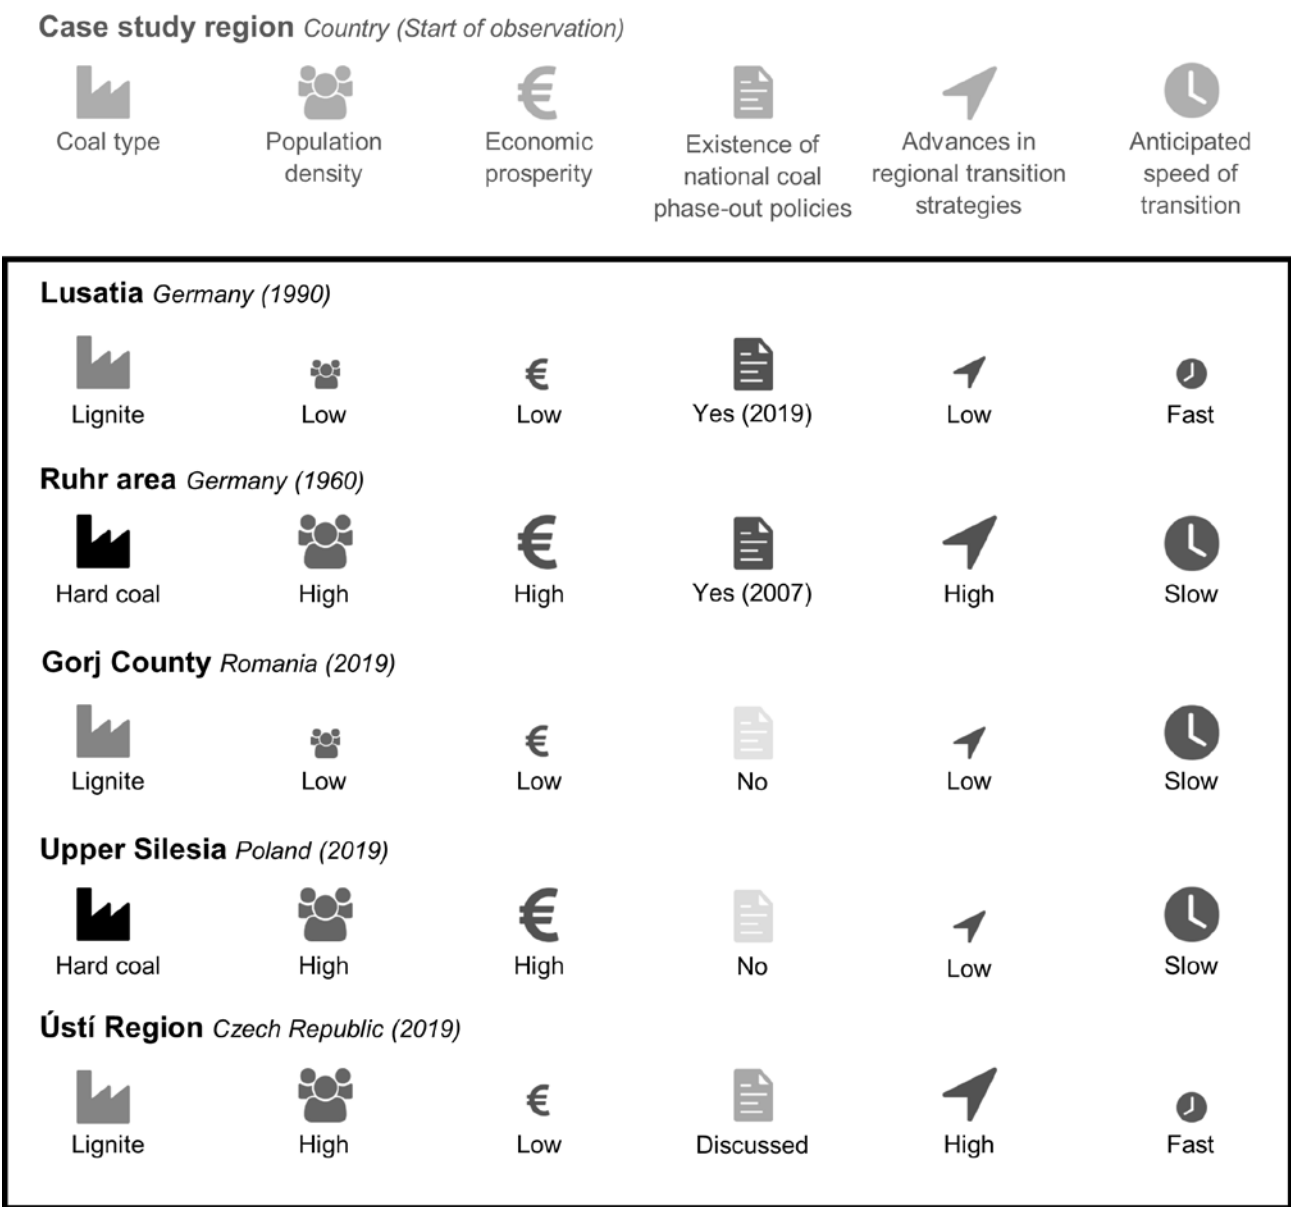 Case study region Country (Start of observation)
Coal type
Population
density
Economic
prosperity
Existence of
national coal
phase-out policies
Advances in
regional transition
strategies
Anticipated
speed of
transition
Lusatia Germany (1990)
Lignite Low Low Yes (2019) Low Fast
Ruhr area Germany (1960)
Hard coal High High Yes (2007) High Slow
Gorj County Romania (2019)
Lignite Low Low No Low Slow
Upper Silesia Poland (2019)
Hard coal High High No Low Slow
Ústí Region Czech Republic (2019)
Lignite High Low Discussed High Fast